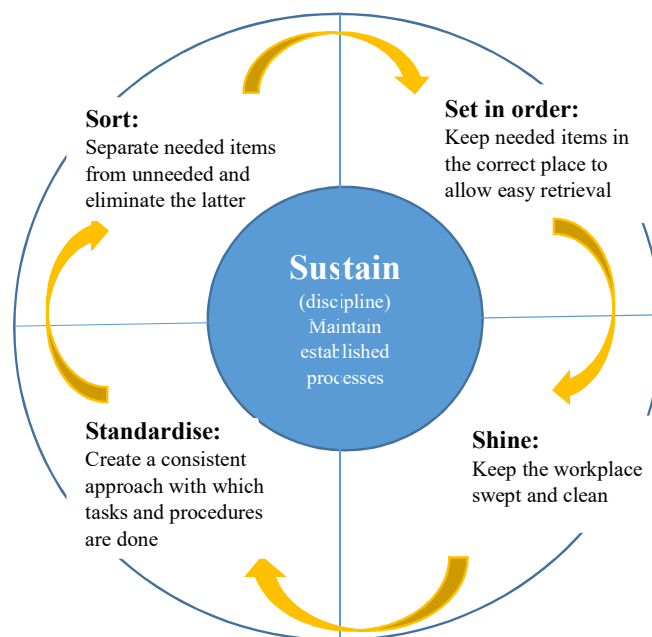 Sort:
Separate needed items
from unneeded and
eliminate the latter
Set in order:
Keep needed items in
the correct place to
allow easy retrieval
Sustain
(discipline)
Maintain
established
processes
Standardise:
Create a consistent
approach with which
tasks and procedures
are done
Shine:
Keep the workplace
swept and clean